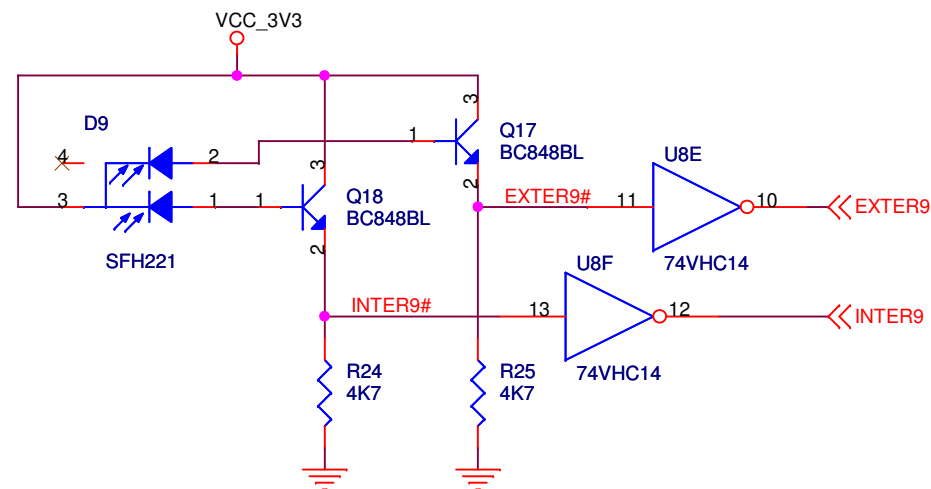 VCC_3V3
D9
4
2
3
1
SFH221
1
3
Q18
BC848BL
2
1
3
Q17
BC848BL
2
EXTER9#
11
U8E
10
EXTER9
74VHC14
INTER9#
13
U8F
12
INTER9
74VHC14
R24
4K7
R25
4K7